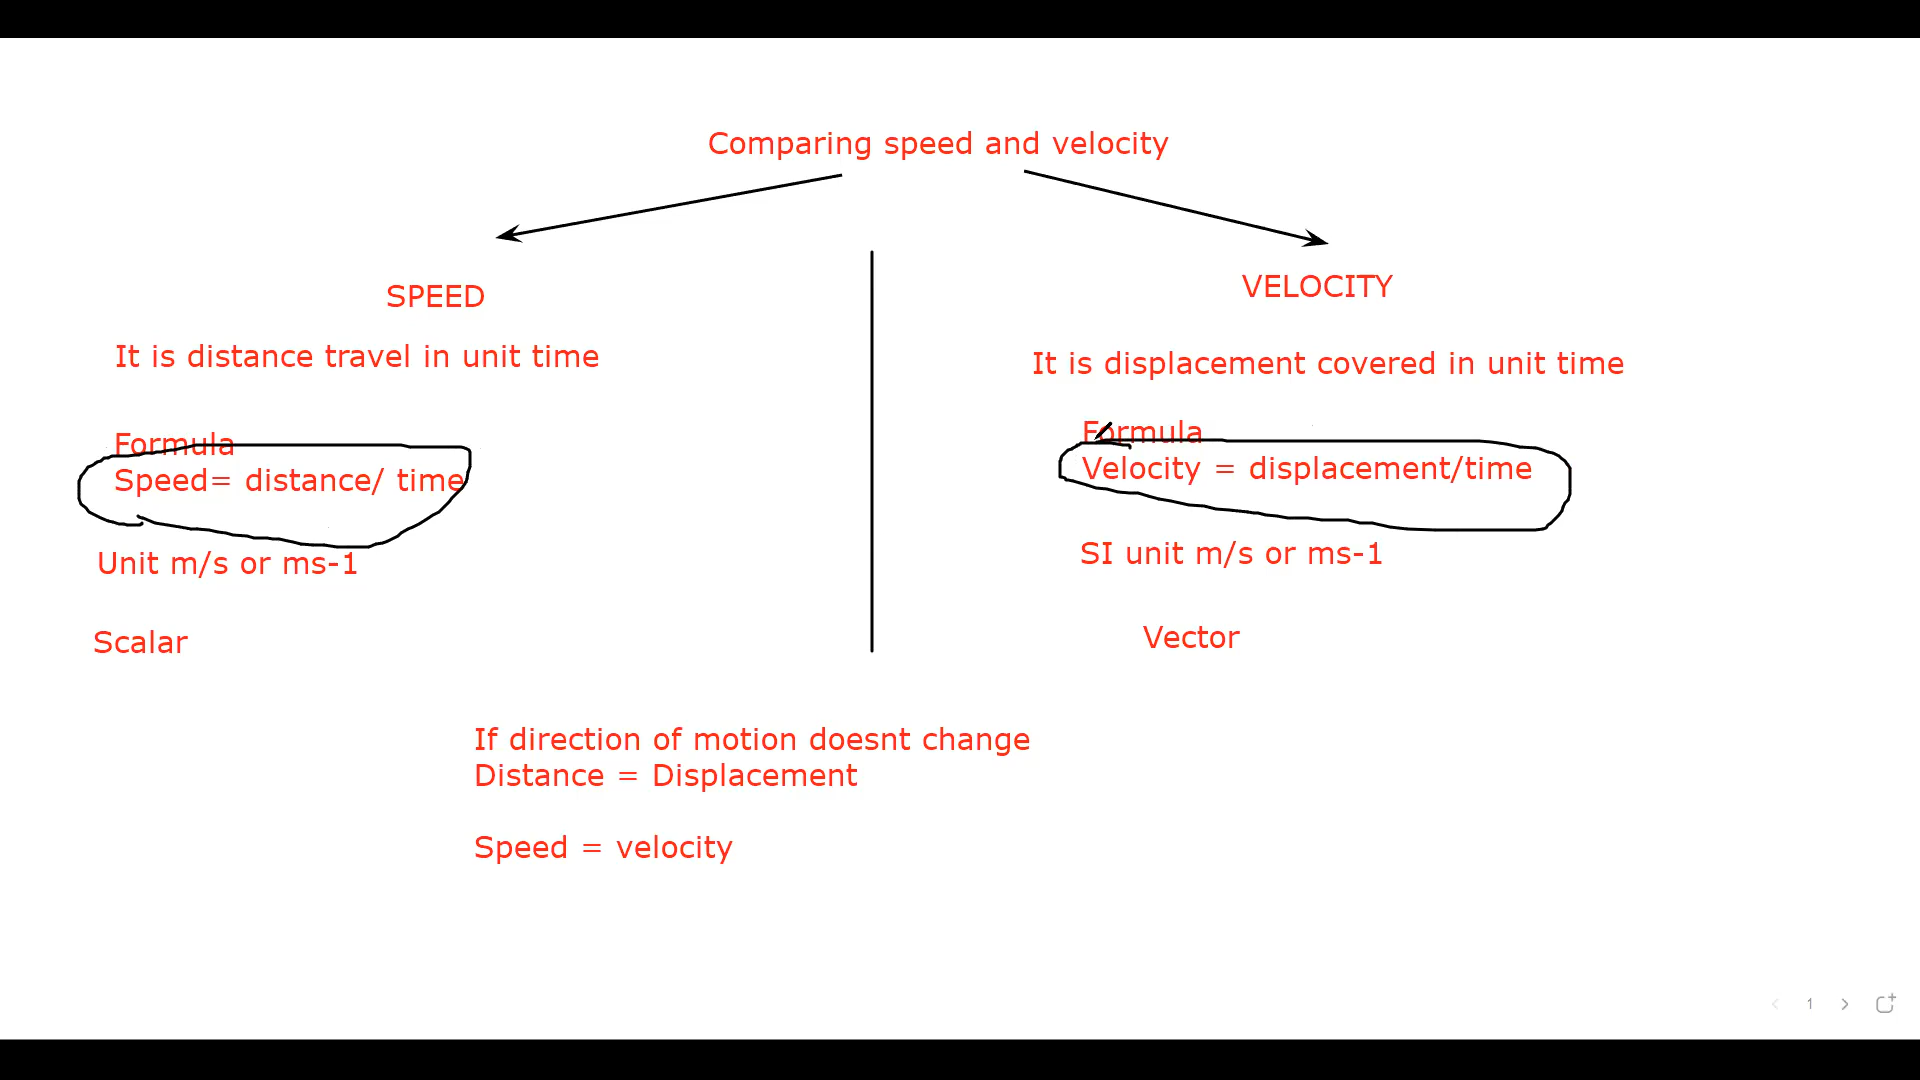 Comparing speed and velocity
SPEED
It is distance travel in unit time
Formula
Speed= distance/ time
Unit m/s or ms-1
Scalar
VELOCITY
It is displacement covered in unit time
Formula
Velocity = displacement/time
SI unit m/s or ms-1
Vector
If direction of motion doesnt change
Distance = Displacement
Speed = velocity
1